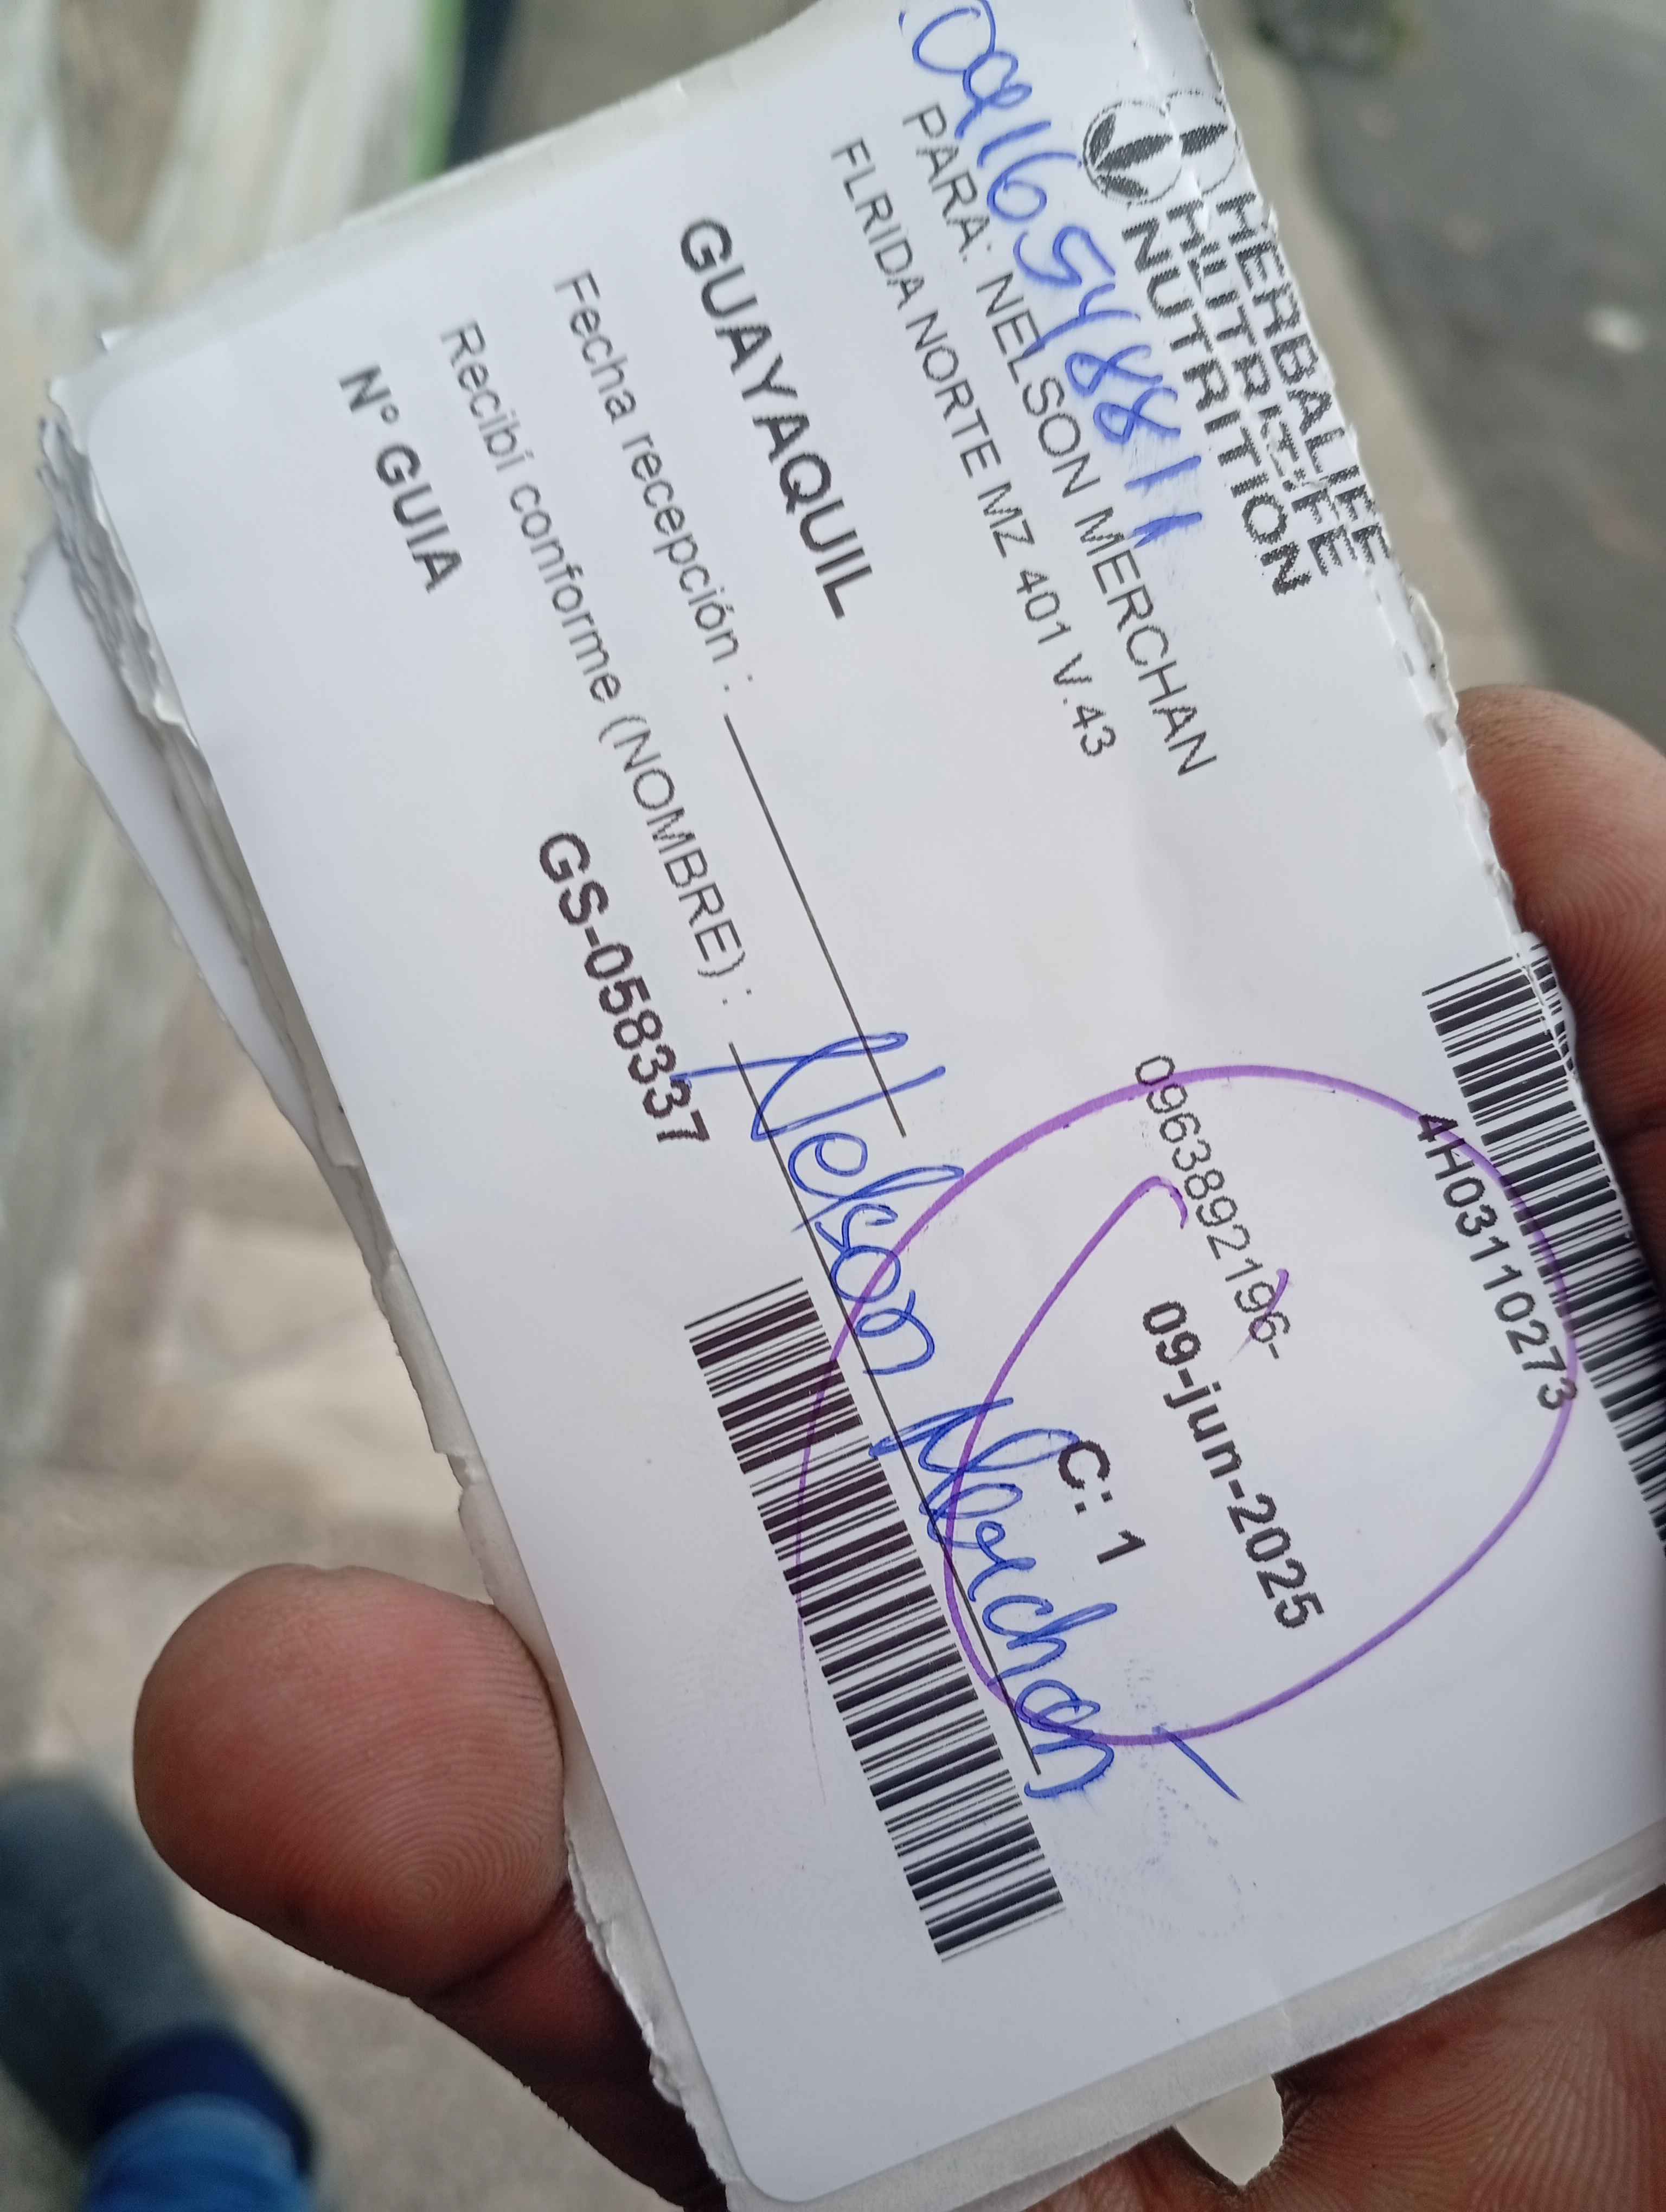 HERBALIFE
NUTRITION
4H03110273
0916548811
PARA: NELSON MERCHAN
0963892196-
FLRIDA NORTE MZ 401 V.43
09-jun-2025
GUAYAQUIL
C: 1
Fecha recepción :
Recibí conforme (NOMBRE) : Nelson Merchan
N° GUIA
GS-058337